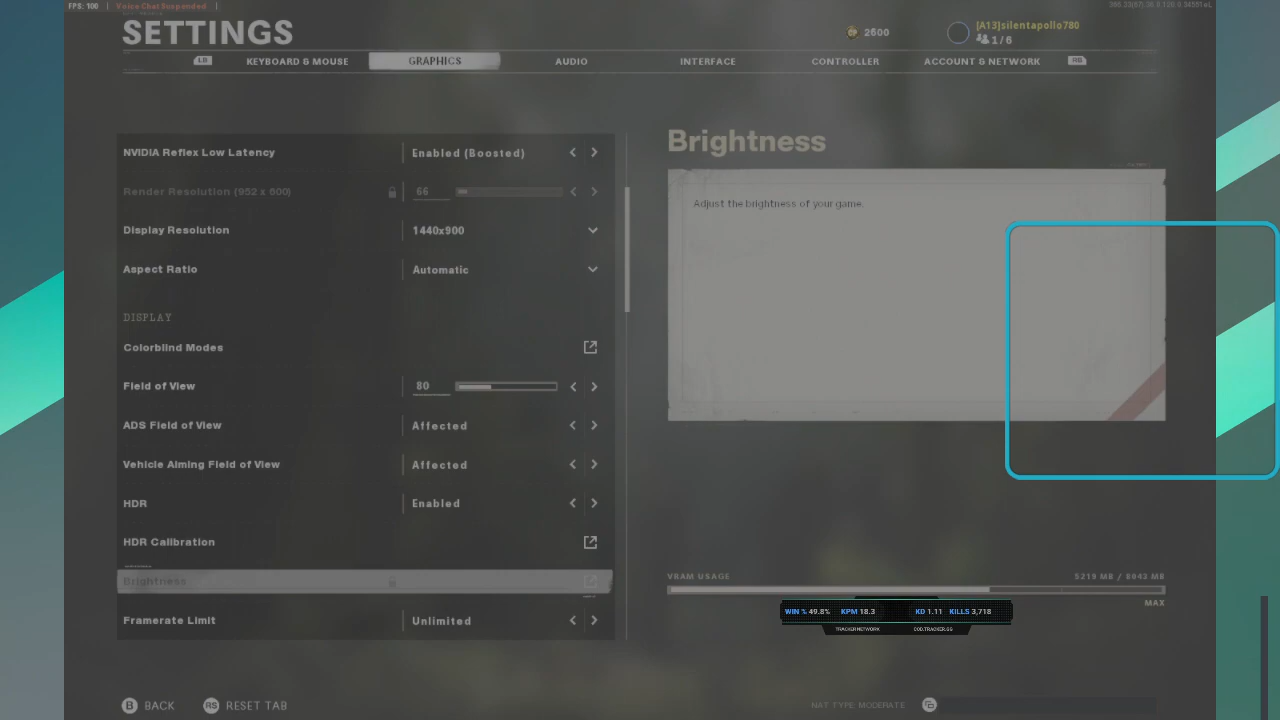 FPS: 100 | Voice Chat Suspended |
SETTINGS
2600
[A13]silentapollo780
1/6
LB KEYBOARD & MOUSE GRAPHICS AUDIO INTERFACE CONTROLLER ACCOUNT & NETWORK RB
Brightness
Adjust the brightness of your game.
NVIDIA Reflex Low Latency Enabled (Boosted)
Render Resolution (952 x 600) 66
Display Resolution 1440x900
Aspect Ratio Automatic
DISPLAY
Colorblind Modes
Field of View 80
ADS Field of View Affected
Vehicle Aiming Field of View Affected
HDR Enabled
HDR Calibration
Brightness
Framerate Limit Unlimited
VRAM USAGE 5219 MB / 8043 MB
MAX
WIN % 49.8% KPM 18.3 KD 1.11 KILLS 3,718
TRACKER NETWORK COD.TRACKER.GG
B BACK RS RESET TAB
NAT TYPE: MODERATE